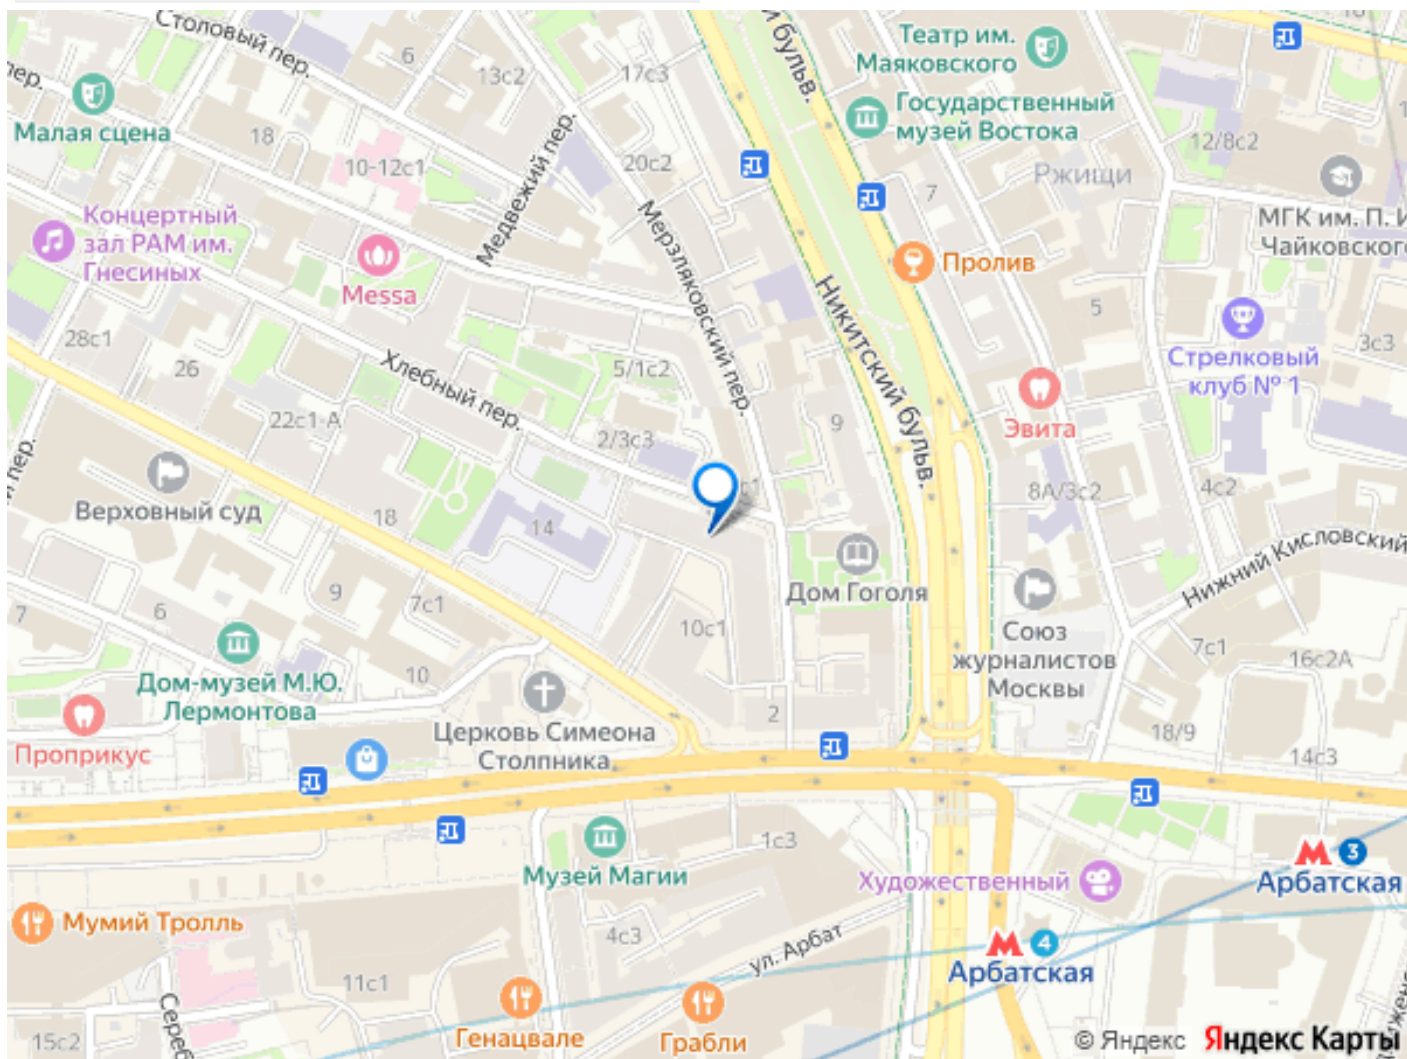 Столовый пер.
6
13с2
17с3
й бульв.
Театр им.
Маяковского
Государственный
музей Востока
12/8с2
пер.
Малая сцена
18
10-12с1
Медвежий пер.
20с2
7
Ржищи
МГК им. П. И
Чайковского
Концертный
зал РАМ им.
Гнесиных
Messa
Мерзляковский пер.
Никитский бульв.
Пролив
5
28с1
26
Хлебный пер.
5/1с2
Стрелковый
клуб № 1
3с3
22с1-А
2/3с3
9
Эвита
й пер.
Верховный суд
18
14
с1
8А/3с2
4с2
Нижний Кисловский
Дом Гоголя
7
6
9
7с1
10с1
Союз
журналистов
Москвы
7с1
16с2А
Дом-музей М.Ю.
Лермонтова
10
Церковь Симеона
Столпника
2
18/9
14с3
Проприкус
Музей Магии
1с3
Художественный
3
Арбатская
Мумий Тролль
4с3
ул. Арбат
4
Арбатская
11с1
Сереб
15с2
Генацвале
Грабли
© Яндекс Яндекс Карты